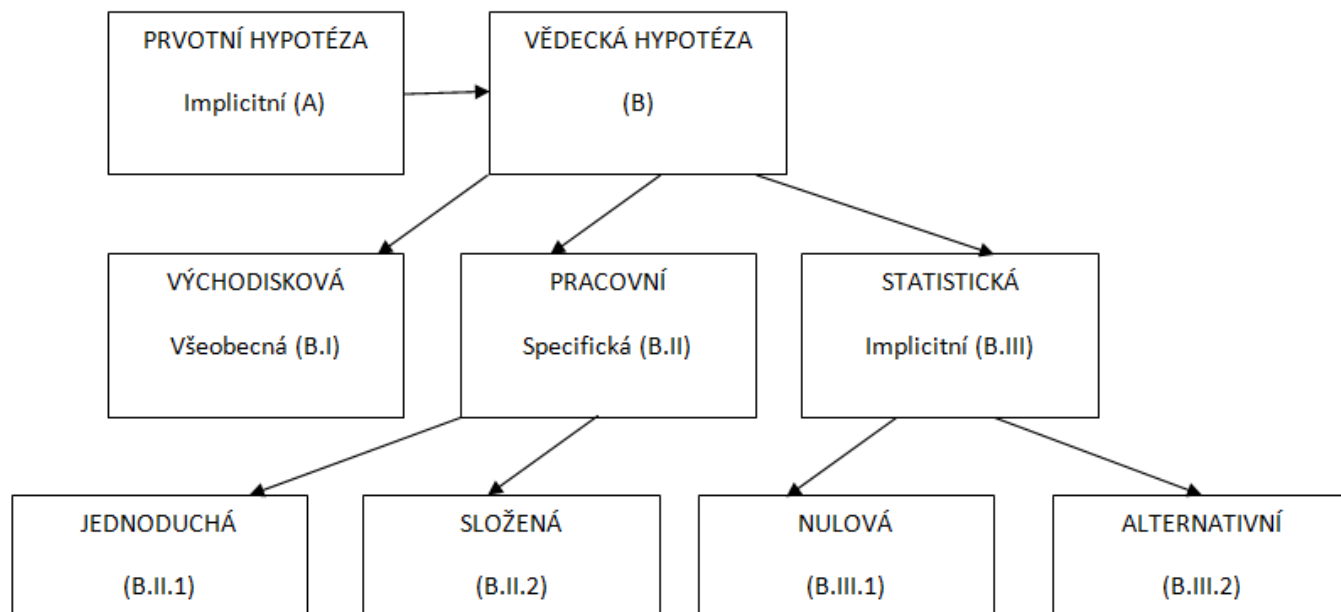 PRVOTNÍ HYPOTÉZA
Implicitní (A)
VĚDECKÁ HYPOTÉZA
(B)
VÝCHODISKOVÁ
Všeobecná (B.I)
PRACOVNÍ
Specifická (B.II)
STATISTICKÁ
Implicitní (B.III)
JEDNODUCHÁ
(B.II.1)
SLOŽENÁ
(B.II.2)
NULOVÁ
(B.III.1)
ALTERNATIVNÍ
(B.III.2)